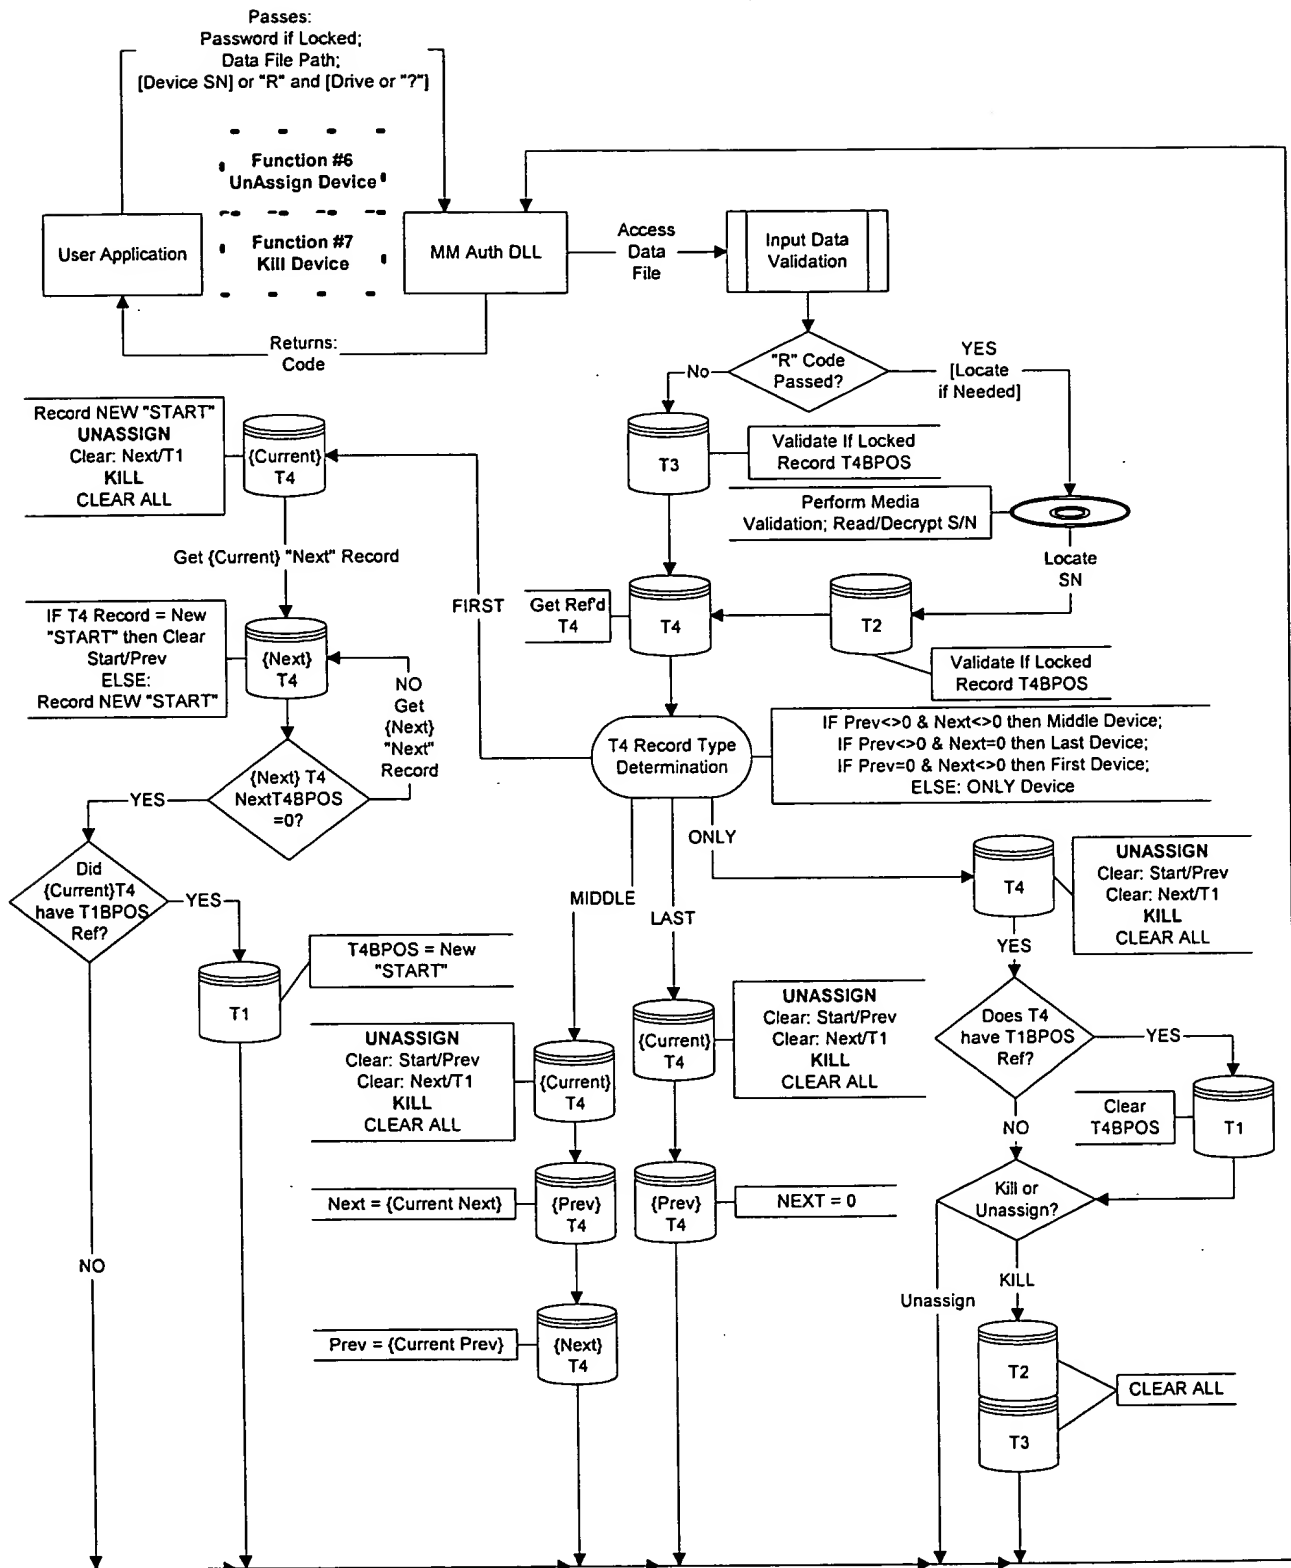 Passes:
Password if Locked;
Data File Path;
[Device SN] or "R" and [Drive or "?"]
Function #6
UnAssign Device
Function #7
Kill Device
User Application
MM Auth DLL
Access
Data
File
Input Data
Validation
Returns:
Code
"R" Code
Passed?
No
YES
[Locate
if Needed]
Record NEW "START"
UNASSIGN
Clear: Next/T1
KILL
CLEAR ALL
{Current}
T4
T3
Validate If Locked
Record T4BPOS
Perform Media
Validation; Read/Decrypt S/N
Locate
SN
Get {Current} "Next" Record
FIRST
Get Ref'd
T4
T4
T2
Validate If Locked
Record T4BPOS
IF T4 Record = New
"START" then Clear
Start/Prev
ELSE:
Record NEW "START"
{Next}
T4
NO
Get
{Next}
"Next"
Record
T4 Record Type
Determination
IF Prev<>0 & Next<>0 then Middle Device;
IF Prev<>0 & Next=0 then Last Device;
IF Prev=0 & Next<>0 then First Device;
ELSE: ONLY Device
{Next} T4
NextT4BPOS
=0?
YES
ONLY
Did
{Current}T4
have T1BPOS
Ref?
YES
MIDDLE
LAST
T4
UNASSIGN
Clear: Start/Prev
Clear: Next/T1
KILL
CLEAR ALL
YES
T1
T4BPOS = New
"START"
UNASSIGN
Clear: Start/Prev
Clear: Next/T1
KILL
CLEAR ALL
{Current}
T4
{Current}
T4
UNASSIGN
Clear: Start/Prev
Clear: Next/T1
KILL
CLEAR ALL
Does T4
have T1BPOS
Ref?
YES
NO
Clear
T4BPOS
T1
Next = {Current Next}
{Prev}
T4
{Prev}
T4
NEXT = 0
Kill or
Unassign?
NO
KILL
Unassign
Prev = {Current Prev}
{Next}
T4
T2
T3
CLEAR ALL